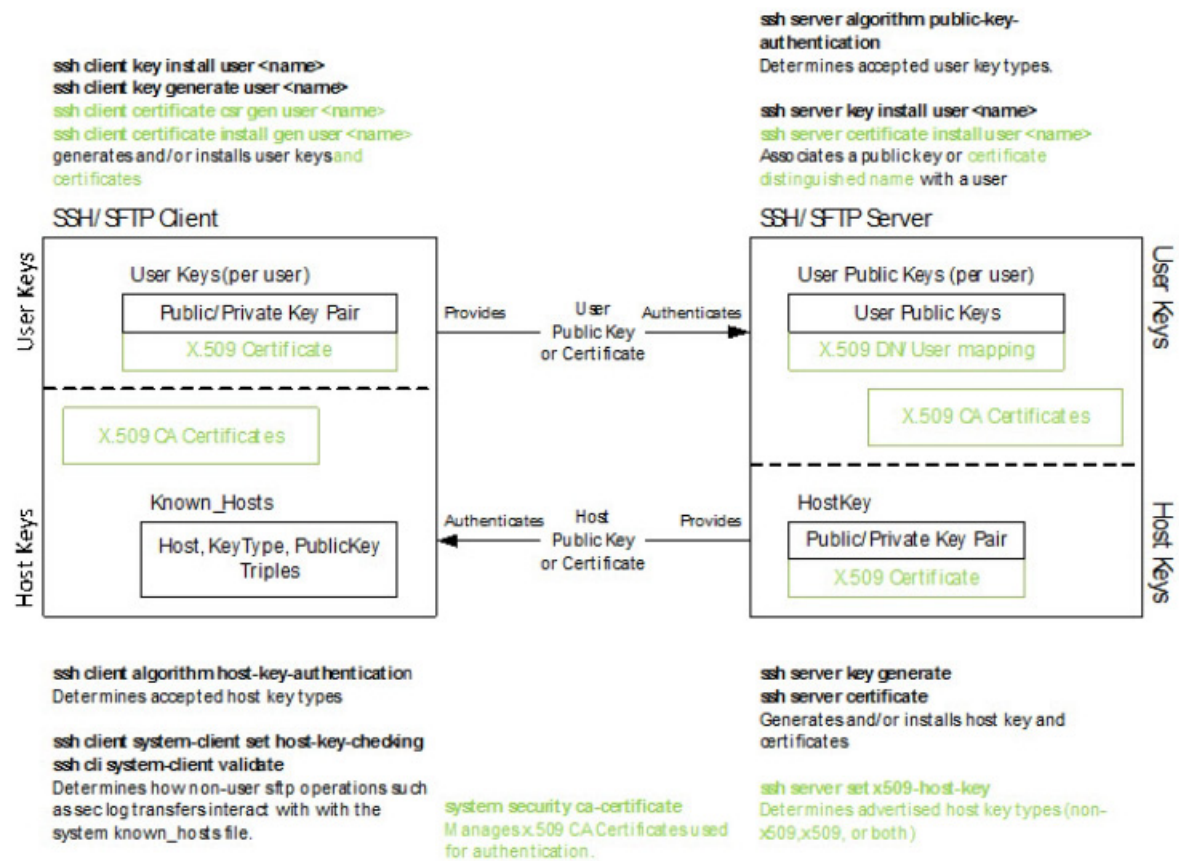 ssh client key install user <name>
ssh client key generate user <name>
ssh client certificate csr gen user <name>
ssh client certificate install gen user <name>
generates and/or installs user keys and
certificates
ssh server algorithm public-key-
authentication
Determines accepted user key types.
ssh server key install user <name>
ssh server certificate install user <name>
Associates a public key or certificate
distinguished name with a user
SSH/SFTP Client
User Keys
User Keys (per user)
Public/Private Key Pair
X.509 Certificate
X.509 CA Certificates
Host Keys
Known_Hosts
Host, KeyType, PublicKey
Triples
Provides
User
Public Key
or Certificate
Authenticates
Authenticates
Host
Public Key
or Certificate
Provides
SSH/SFTP Server
User Public Keys (per user)
User Public Keys
X.509 DN/User mapping
X.509 CA Certificates
User Keys
HostKey
Public/Private Key Pair
X.509 Certificate
Host Keys
ssh client algorithm host-key-authentication
Determines accepted host key types
ssh client system-client set host-key-checking
ssh cli system-client validate
Determines how non-user sftp operations such
as sec log transfers interact with with the
system known_hosts file.
system security ca-certificate
Manages x.509 CA Certificates used
for authentication.
ssh server key generate
ssh server certificate
Generates and/or installs host key and
certificates
ssh server set x509-host-key
Determines advertised host key types (non-
x509,x509, or both)